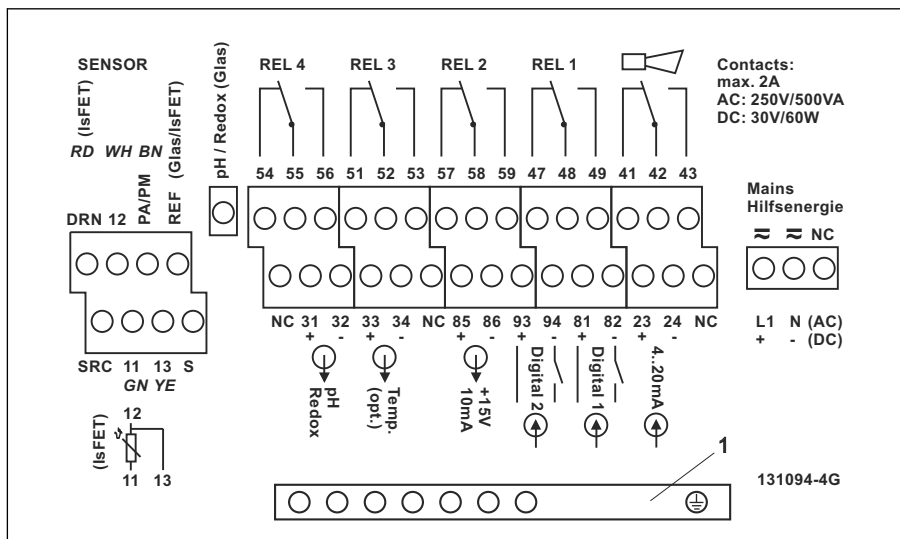 SENSOR
(IsFET)
RD WH BN
DRN 12
PA/PM
REF (Glas/IsFET)
SRC 11 13 S
GN YE
(IsFET)
12
11 13
pH / Redox (Glas)
REL 4 REL 3 REL 2 REL 1
54 55 56 51 52 53 57 58 59 47 48 49 41 42 43
NC 31 32 33 34 NC 85 86 93 94 81 82 23 24 NC
+ - + - + - + - + - + -
pH
Redox
Temp.
(opt.)
+15V
10mA
Digital 2
Digital 1
4..20mA
Contacts:
max. 2A
AC: 250V/500VA
DC: 30V/60W
Mains
Hilfsenergie
NC
L1 N (AC)
+ - (DC)
1
131094-4G